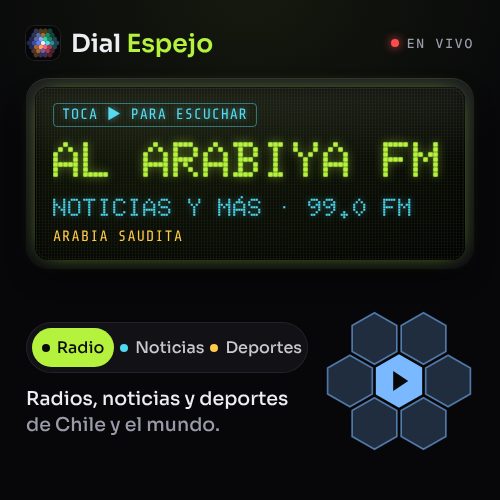 Dial Espejo
EN VIVO
TOCA ▶ PARA ESCUCHAR
AL ARABIYA FM
NOTICIAS Y MÁS · 99.0 FM
ARABIA SAUDITA
Radio Noticias Deportes
Radios, noticias y deportes
de Chile y el mundo.